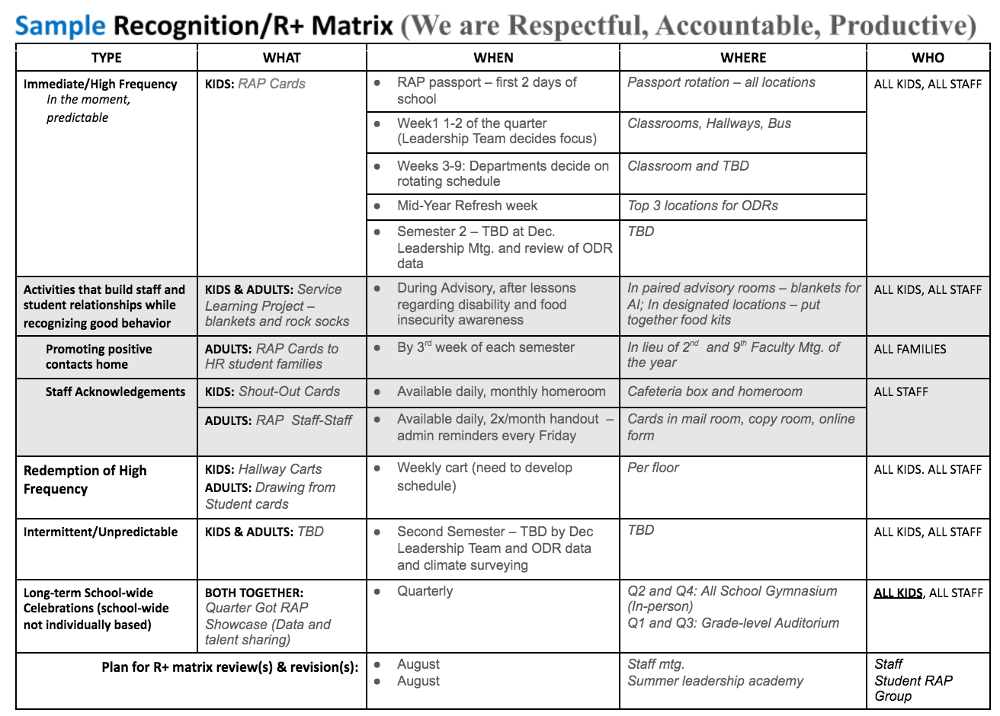 Sample Recognition/R+ Matrix (We are Respectful, Accountable, Productive)
TYPE
WHAT
WHEN
WHERE
WHO
Immediate/High Frequency
In the moment,
predictable
KIDS: RAP Cards
● RAP passport – first 2 days of
school
Passport rotation – all locations
ALL KIDS, ALL STAFF
● Week1 1-2 of the quarter
(Leadership Team decides focus)
Classrooms, Hallways, Bus
● Weeks 3-9: Departments decide on
rotating schedule
Classroom and TBD
● Mid-Year Refresh week
Top 3 locations for ODRs
● Semester 2 – TBD at Dec.
Leadership Mtg. and review of ODR
data
TBD
Activities that build staff and
student relationships while
recognizing good behavior
KIDS & ADULTS: Service
Learning Project –
blankets and rock socks
● During Advisory, after lessons
regarding disability and food
insecurity awareness
In paired advisory rooms – blankets for
AI; In designated locations – put
together food kits
ALL KIDS, ALL STAFF
Promoting positive
contacts home
ADULTS: RAP Cards to
HR student families
● By 3rd week of each semester
In lieu of 2nd and 9th Faculty Mtg. of
the year
ALL FAMILIES
Staff Acknowledgements
KIDS: Shout-Out Cards
● Available daily, monthly homeroom
Cafeteria box and homeroom
ALL STAFF
ADULTS: RAP Staff-Staff
● Available daily, 2x/month handout –
admin reminders every Friday
Cards in mail room, copy room, online
form
Redemption of High
Frequency
KIDS: Hallway Carts
ADULTS: Drawing from
Student cards
● Weekly cart (need to develop
schedule)
Per floor
ALL KIDS. ALL STAFF
Intermittent/Unpredictable
KIDS & ADULTS: TBD
● Second Semester – TBD by Dec
Leadership Team and ODR data
and climate surveying
TBD
ALL KIDS, ALL STAFF
Long-term School-wide
Celebrations (school-wide
not individually based)
BOTH TOGETHER:
Quarter Got RAP
Showcase (Data and
talent sharing)
● Quarterly
Q2 and Q4: All School Gymnasium
(In-person)
Q1 and Q3: Grade-level Auditorium
ALL KIDS, ALL STAFF
Plan for R+ matrix review(s) & revision(s):
● August
● August
Staff mtg.
Summer leadership academy
Staff
Student RAP
Group